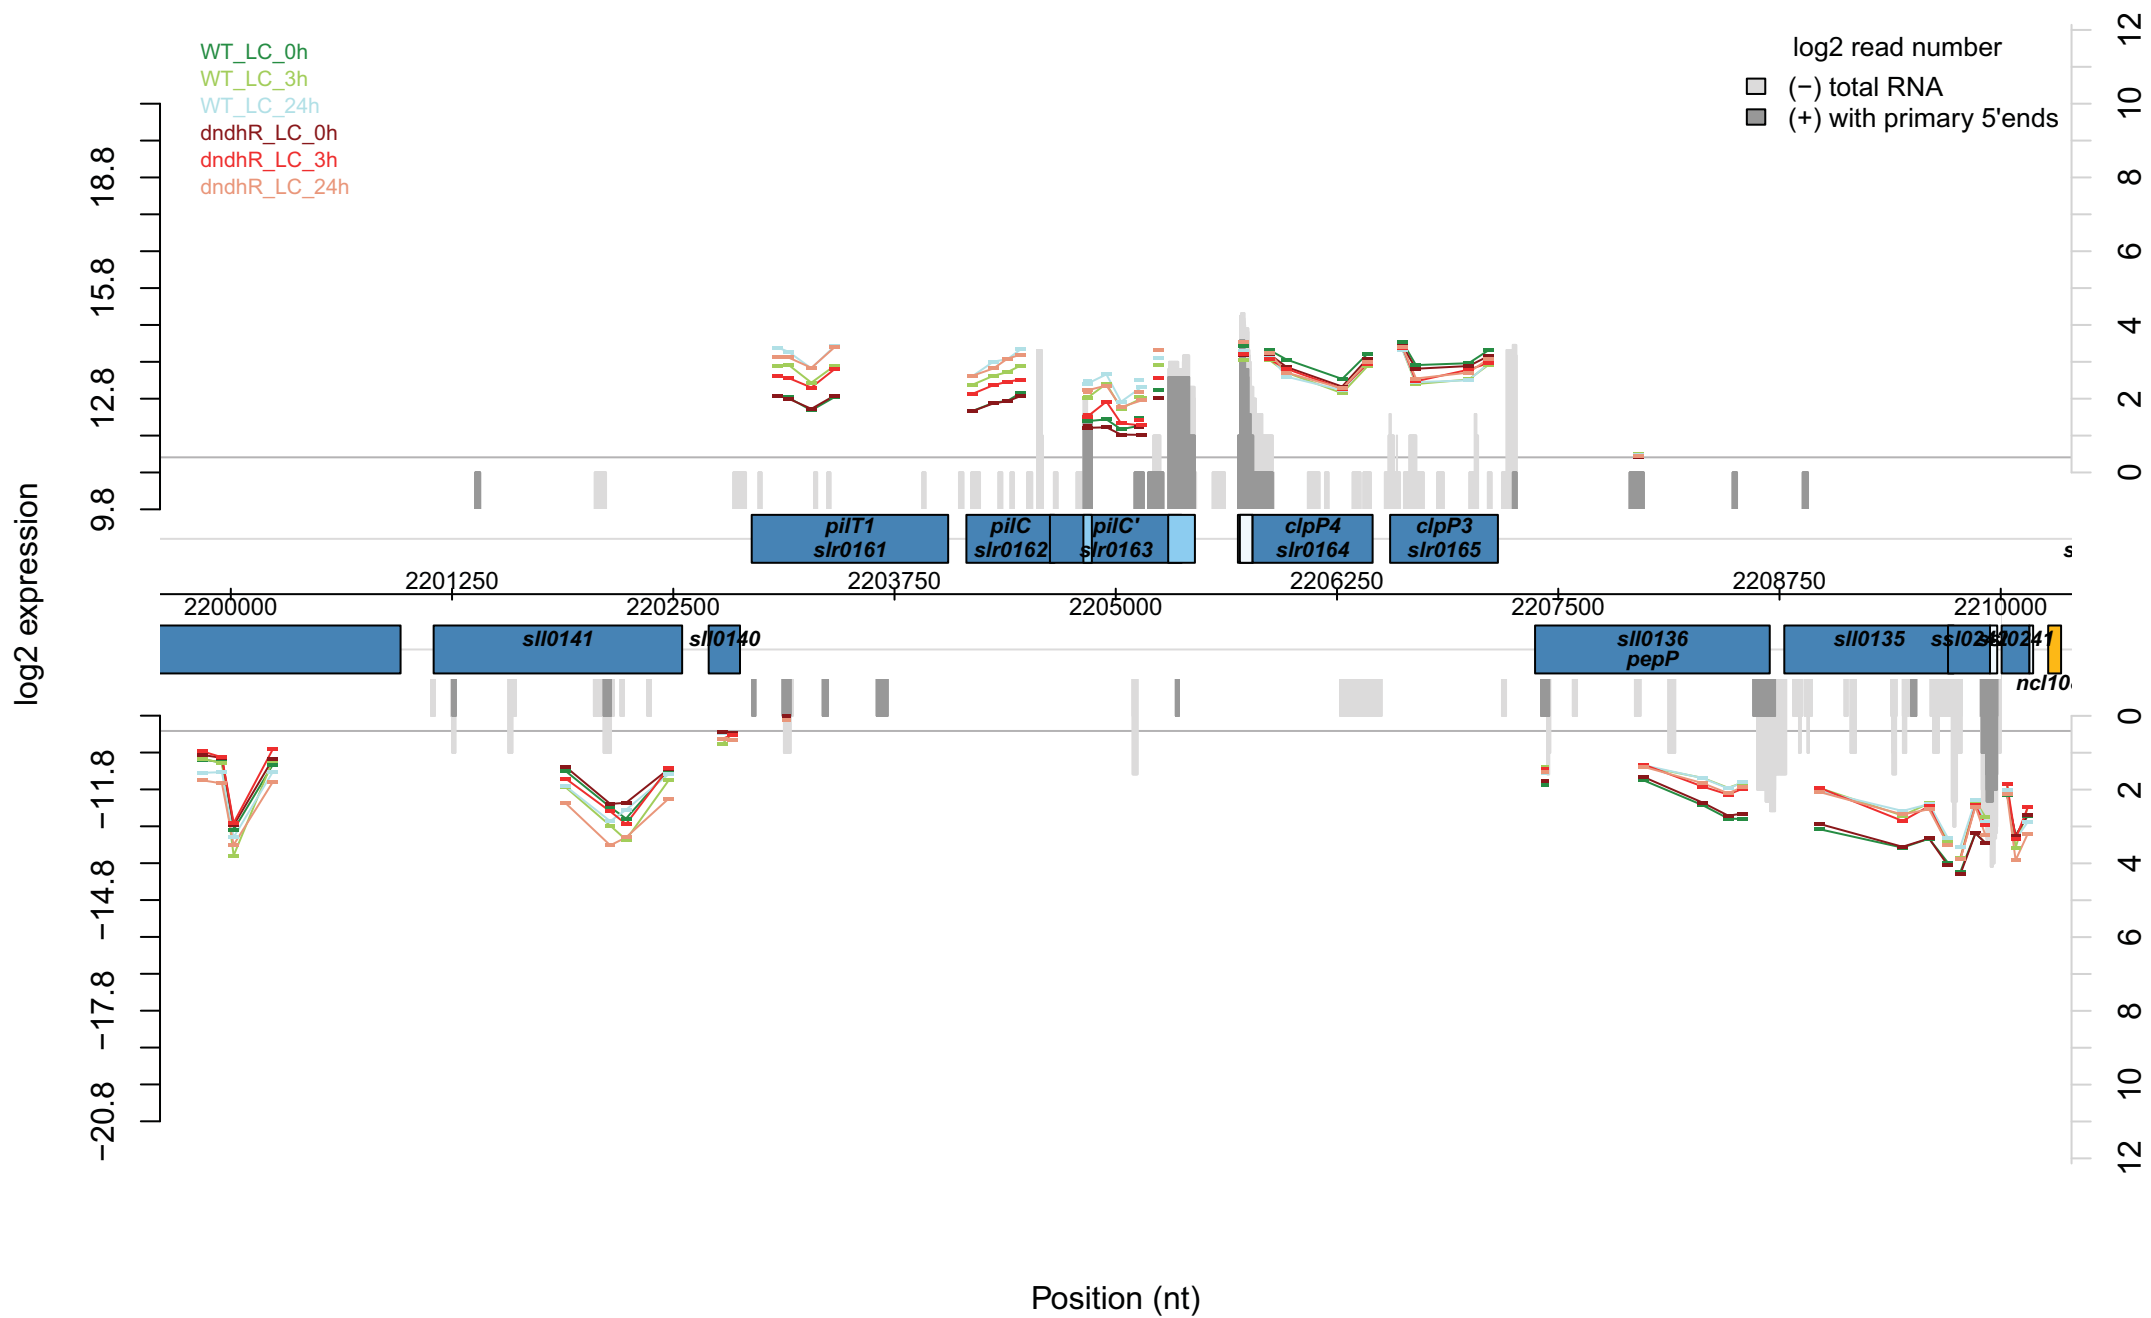 WT_LC_0h
WT_LC_3h
WT_LC_24h
dndhR_LC_0h
dndhR_LC_3h
dndhR_LC_24h
log2 read number
(−) total RNA
(+) with primary 5'ends
log2 expression
18.8
15.8
12.8
9.8
12
10
8
6
4
2
0
pilT1
slr0161
pilC
slr0162
pilC'
slr0163
clpP4
slr0164
clpP3
slr0165
s
2201250
2203750
2206250
2208750
2200000
2202500
2205000
2207500
2210000
sll0141
sll0140
sll0136
pepP
sll0135
ncl10
−11.8
−14.8
−17.8
−20.8
0
2
4
6
8
10
12
Position (nt)